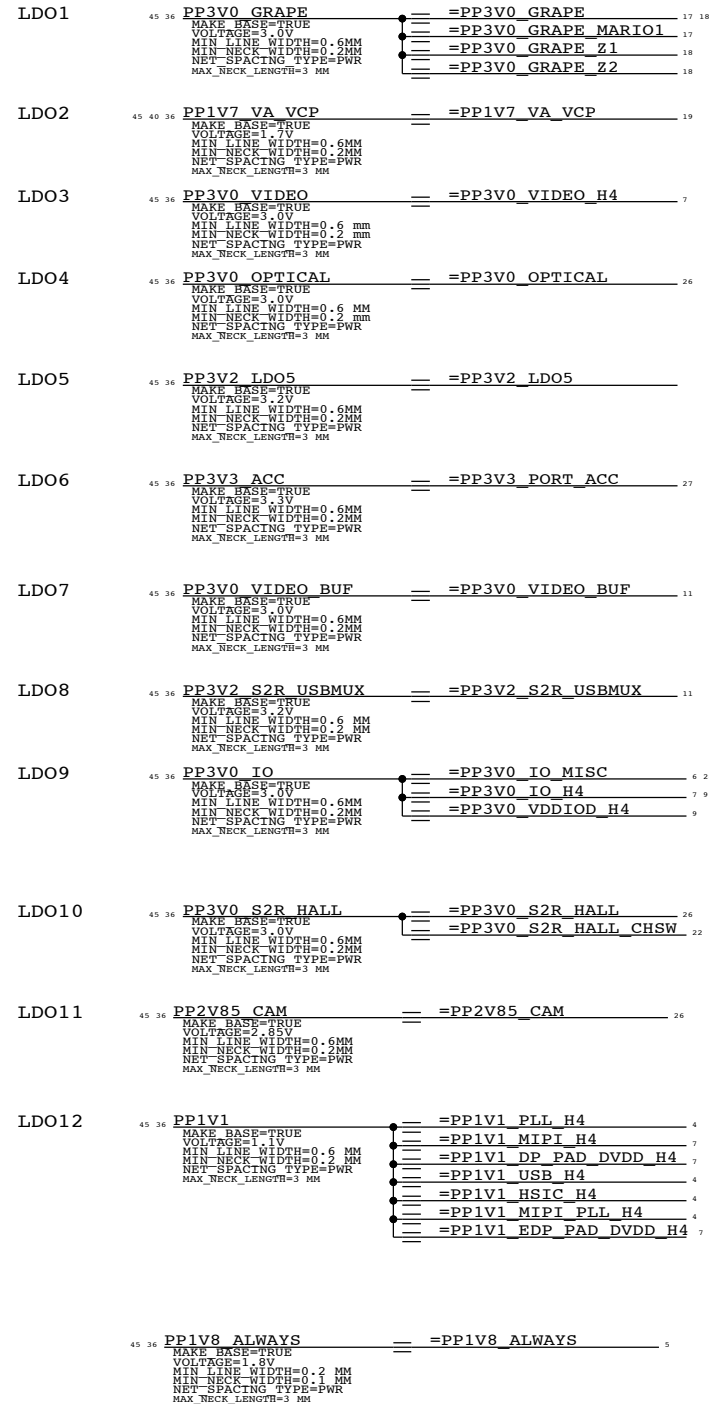 LDO1 45 36 PP3V0_GRAPE =PP3V0_GRAPE 17 18
MAKE_BASE=TRUE
VOLTAGE=3.0V
MIN_LINE_WIDTH=0.6MM
MIN_NECK_WIDTH=0.2MM
NET_SPACING_TYPE=PWR
MAX_NECK_LENGTH=3 MM
=PP3V0_GRAPE_MARIO1 17
=PP3V0_GRAPE_Z1 18
=PP3V0_GRAPE_Z2 18
LDO2 45 40 36 PP1V7_VA_VCP =PP1V7_VA_VCP 19
MAKE_BASE=TRUE
VOLTAGE=1.7V
MIN_LINE_WIDTH=0.6MM
MIN_NECK_WIDTH=0.2MM
NET_SPACING_TYPE=PWR
MAX_NECK_LENGTH=3 MM
LDO3 45 36 PP3V0_VIDEO =PP3V0_VIDEO_H4 7
MAKE_BASE=TRUE
VOLTAGE=3.0V
MIN_LINE_WIDTH=0.6 mm
MIN_NECK_WIDTH=0.2 mm
NET_SPACING_TYPE=PWR
MAX_NECK_LENGTH=3 MM
LDO4 45 36 PP3V0_OPTICAL =PP3V0_OPTICAL 26
MAKE_BASE=TRUE
VOLTAGE=3.0V
MIN_LINE_WIDTH=0.6 MM
MIN_NECK_WIDTH=0.2 mm
NET_SPACING_TYPE=PWR
MAX_NECK_LENGTH=3 MM
LDO5 45 36 PP3V2_LDO5 =PP3V2_LDO5
MAKE_BASE=TRUE
VOLTAGE=3.2V
MIN_LINE_WIDTH=0.6MM
MIN_NECK_WIDTH=0.2MM
NET_SPACING_TYPE=PWR
MAX_NECK_LENGTH=3 MM
LDO6 45 36 PP3V3_ACC =PP3V3_PORT_ACC 27
MAKE_BASE=TRUE
VOLTAGE=3.3V
MIN_LINE_WIDTH=0.6MM
MIN_NECK_WIDTH=0.2MM
NET_SPACING_TYPE=PWR
MAX_NECK_LENGTH=3 MM
LDO7 45 36 PP3V0_VIDEO_BUF =PP3V0_VIDEO_BUF 11
MAKE_BASE=TRUE
VOLTAGE=3.0V
MIN_LINE_WIDTH=0.6MM
MIN_NECK_WIDTH=0.2MM
NET_SPACING_TYPE=PWR
MAX_NECK_LENGTH=3 MM
LDO8 45 36 PP3V2_S2R_USBMUX =PP3V2_S2R_USBMUX 11
MAKE_BASE=TRUE
VOLTAGE=3.2V
MIN_LINE_WIDTH=0.6 MM
MIN_NECK_WIDTH=0.2 MM
NET_SPACING_TYPE=PWR
MAX_NECK_LENGTH=3 MM
LDO9 45 36 PP3V0_IO =PP3V0_IO_MISC 6 2
MAKE_BASE=TRUE
VOLTAGE=3.0V
MIN_LINE_WIDTH=0.6MM
MIN_NECK_WIDTH=0.2MM
NET_SPACING_TYPE=PWR
MAX_NECK_LENGTH=3 MM
=PP3V0_IO_H4 7 9
=PP3V0_VDDIOD_H4 9
LDO10 45 36 PP3V0_S2R_HALL =PP3V0_S2R_HALL 26
MAKE_BASE=TRUE
VOLTAGE=3.0V
MIN_LINE_WIDTH=0.6MM
MIN_NECK_WIDTH=0.2MM
NET_SPACING_TYPE=PWR
MAX_NECK_LENGTH=3 MM
=PP3V0_S2R_HALL_CHSW 22
LDO11 45 36 PP2V85_CAM =PP2V85_CAM 26
MAKE_BASE=TRUE
VOLTAGE=2.85V
MIN_LINE_WIDTH=0.6MM
MIN_NECK_WIDTH=0.2MM
NET_SPACING_TYPE=PWR
MAX_NECK_LENGTH=3 MM
LDO12 45 36 PP1V1 =PP1V1_PLL_H4 4
MAKE_BASE=TRUE
VOLTAGE=1.1V
MIN_LINE_WIDTH=0.6 MM
MIN_NECK_WIDTH=0.2 MM
NET_SPACING_TYPE=PWR
MAX_NECK_LENGTH=3 MM
=PP1V1_MIPI_H4 7
=PP1V1_DP_PAD_DVDD_H4 7
=PP1V1_USB_H4 4
=PP1V1_HSIC_H4 4
=PP1V1_MIPI_PLL_H4 4
=PP1V1_EDP_PAD_DVDD_H4 7
45 36 PP1V8_ALWAYS =PP1V8_ALWAYS 5
MAKE_BASE=TRUE
VOLTAGE=1.8V
MIN_LINE_WIDTH=0.2 MM
MIN_NECK_WIDTH=0.1 MM
NET_SPACING_TYPE=PWR
MAX_NECK_LENGTH=3 MM